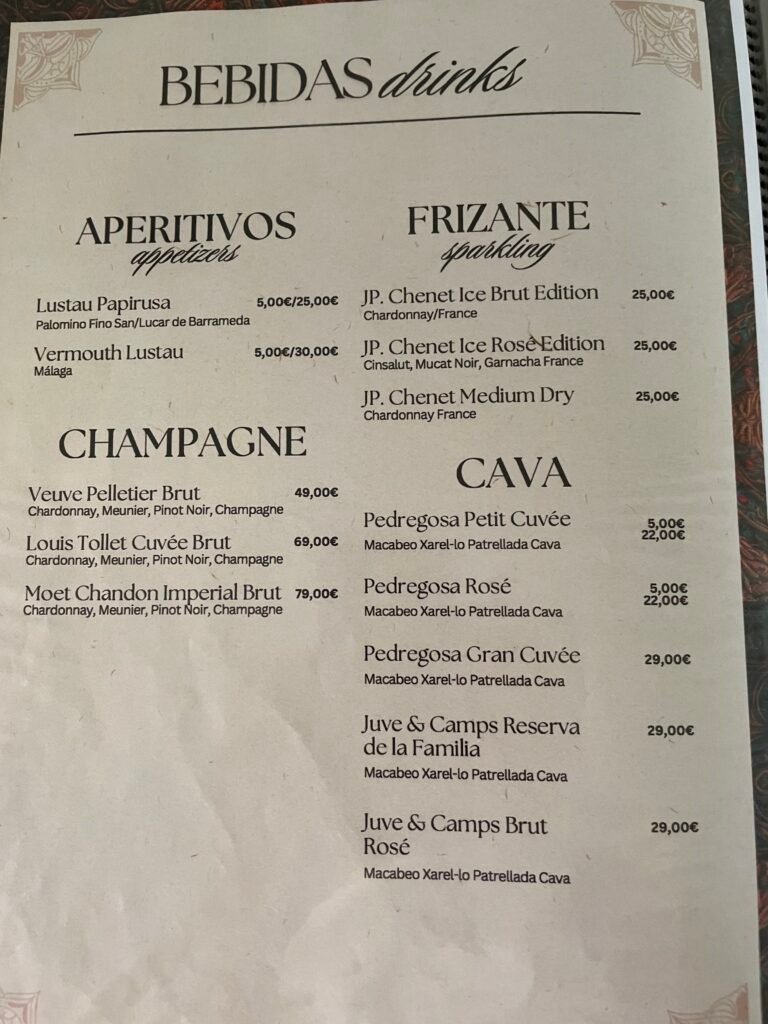 BEBIDAS drinks
APERITIVOS
appetizers
Lustau Papirusa 5,00€/25,00€
Palomino Fino San/Lucar de Barrameda
Vermouth Lustau 5,00€/30,00€
Málaga
CHAMPAGNE
Veuve Pelletier Brut 49,00€
Chardonnay, Meunier, Pinot Noir, Champagne
Louis Tollet Cuvée Brut 69,00€
Chardonnay, Meunier, Pinot Noir, Champagne
Moet Chandon Imperial Brut 79,00€
Chardonnay, Meunier, Pinot Noir, Champagne
FRIZANTE
sparkling
JP. Chenet Ice Brut Edition 25,00€
Chardonnay/France
JP. Chenet Ice Rosé Edition 25,00€
Cinsalut, Mucat Noir, Garnacha France
JP. Chenet Medium Dry 25,00€
Chardonnay France
CAVA
Pedregosa Petit Cuvée 5,00€
22,00€
Macabeo Xarel-lo Patrellada Cava
Pedregosa Rosé 5,00€
22,00€
Macabeo Xarel-lo Patrellada Cava
Pedregosa Gran Cuvée 29,00€
Macabeo Xarel-lo Patrellada Cava
Juve & Camps Reserva 29,00€
de la Familia
Macabeo Xarel-lo Patrellada Cava
Juve & Camps Brut 29,00€
Rosé
Macabeo Xarel-lo Patrellada Cava